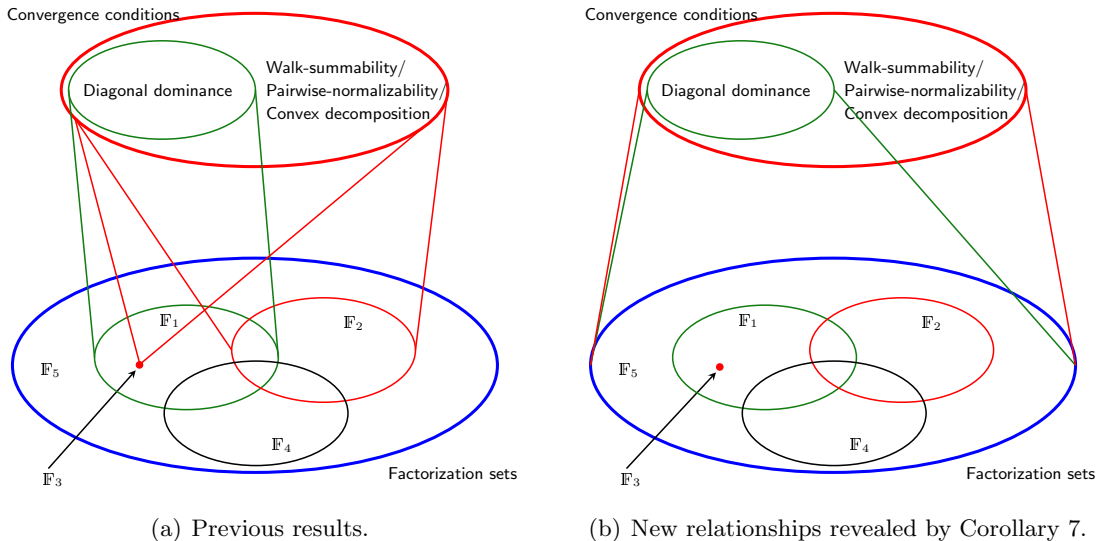 Convergence conditions
Diagonal dominance
Walk-summability/
Pairwise-normalizability/
Convex decomposition
𝔽₁
𝔽₂
𝔽₅
𝔽₄
𝔽₃
Factorization sets
(a) Previous results.
Convergence conditions
Diagonal dominance
Walk-summability/
Pairwise-normalizability/
Convex decomposition
𝔽₁
𝔽₂
𝔽₅
𝔽₄
𝔽₃
Factorization sets
(b) New relationships revealed by Corollary 7.